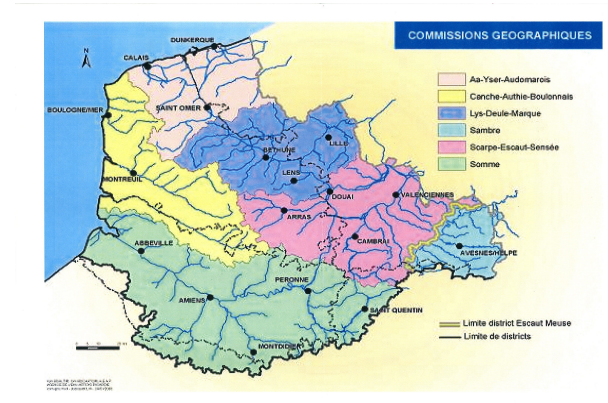 COMMISSIONS GEOGRAPHIQUES
DUNKERQUE
N
CALAIS
Aa-Yser-Audomarois
Canche-Authie-Boulonnais
Lys-Deule-Marque
Sambre
Scarpe-Escaut-Sensée
Somme
SAINT OMER
BOULOGNE/MER
BETHUNE
LILLE
LENS
MONTREUIL
DOUAI
VALENCIENNES
ARRAS
CAMBRAI
AVESNES/HELPE
ABBEVILLE
PERONNE
AMIENS
SAINT QUENTIN
MONTDIDIER
Limite district Escaut Meuse
Limite de districts